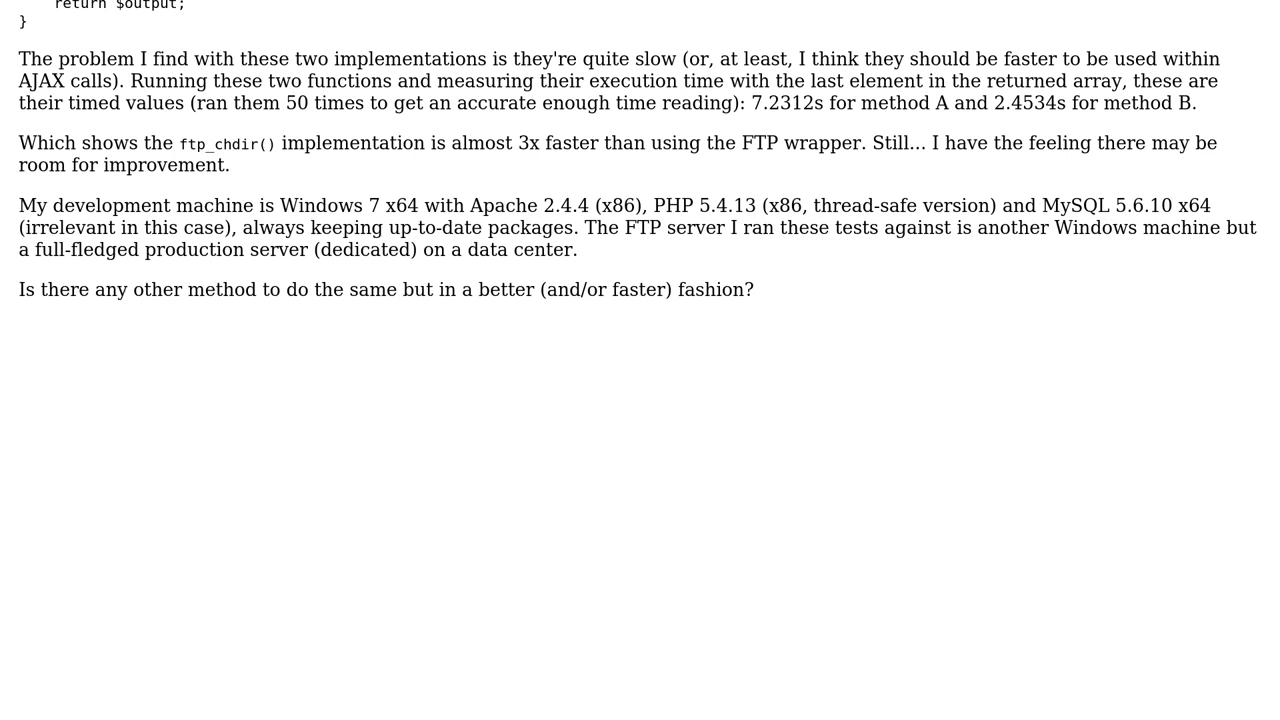 return $output;
}
The problem I find with these two implementations is they're quite slow (or, at least, I think they should be faster to be used within
AJAX calls). Running these two functions and measuring their execution time with the last element in the returned array, these are
their timed values (ran them 50 times to get an accurate enough time reading): 7.2312s for method A and 2.4534s for method B.
Which shows the ftp_chdir() implementation is almost 3x faster than using the FTP wrapper. Still... I have the feeling there may be
room for improvement.
My development machine is Windows 7 x64 with Apache 2.4.4 (x86), PHP 5.4.13 (x86, thread-safe version) and MySQL 5.6.10 x64
(irrelevant in this case), always keeping up-to-date packages. The FTP server I ran these tests against is another Windows machine but
a full-fledged production server (dedicated) on a data center.
Is there any other method to do the same but in a better (and/or faster) fashion?